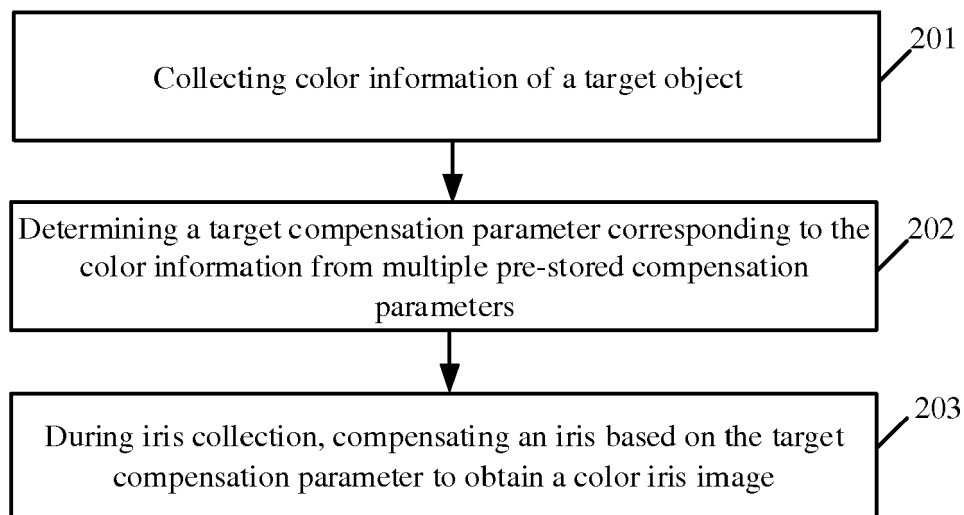 201
Collecting color information of a target object
Determining a target compensation parameter corresponding to the
202
color information from multiple pre-stored compensation
parameters
203
During iris collection, compensating an iris based on the target
compensation parameter to obtain a color iris image